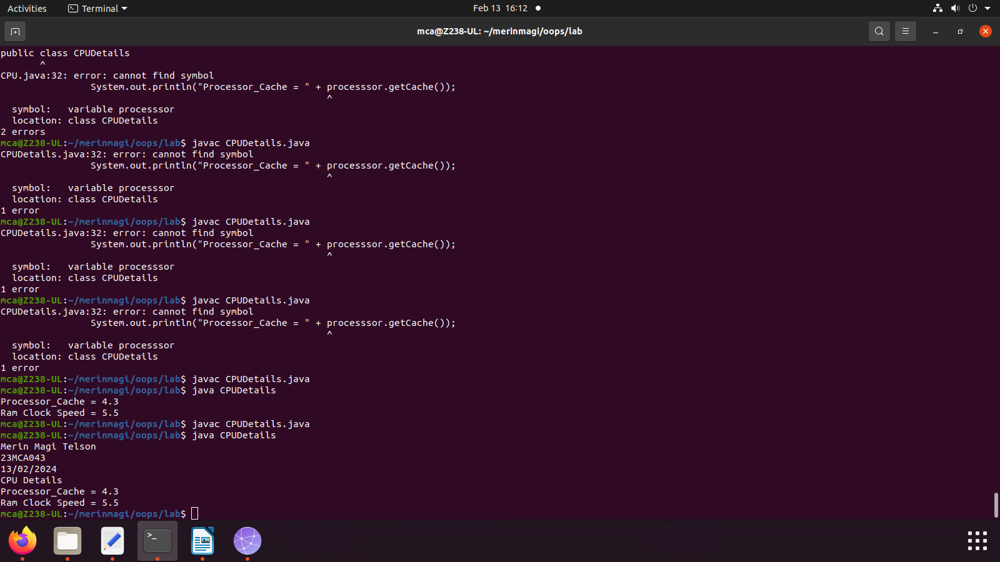 Activities Terminal Feb 13 16:12
mca@Z238-UL: ~/merinmagi/oops/lab
public class CPUDetails
^
CPU.java:32: error: cannot find symbol
System.out.println("Processor_Cache = " + processsor.getCache());
^
symbol: variable processsor
location: class CPUDetails
2 errors
mca@Z238-UL:~/merinmagi/oops/lab$ javac CPUDetails.java
CPUDetails.java:32: error: cannot find symbol
System.out.println("Processor_Cache = " + processsor.getCache());
^
symbol: variable processsor
location: class CPUDetails
1 error
mca@Z238-UL:~/merinmagi/oops/lab$ javac CPUDetails.java
CPUDetails.java:32: error: cannot find symbol
System.out.println("Processor_Cache = " + processsor.getCache());
^
symbol: variable processsor
location: class CPUDetails
1 error
mca@Z238-UL:~/merinmagi/oops/lab$ javac CPUDetails.java
CPUDetails.java:32: error: cannot find symbol
System.out.println("Processor_Cache = " + processsor.getCache());
^
symbol: variable processsor
location: class CPUDetails
1 error
mca@Z238-UL:~/merinmagi/oops/lab$ javac CPUDetails.java
mca@Z238-UL:~/merinmagi/oops/lab$ java CPUDetails
Processor_Cache = 4.3
Ram Clock Speed = 5.5
mca@Z238-UL:~/merinmagi/oops/lab$ javac CPUDetails.java
mca@Z238-UL:~/merinmagi/oops/lab$ java CPUDetails
Merin Magi Telson
23MCA043
13/02/2024
CPU Details
Processor_Cache = 4.3
Ram Clock Speed = 5.5
mca@Z238-UL:~/merinmagi/oops/lab$